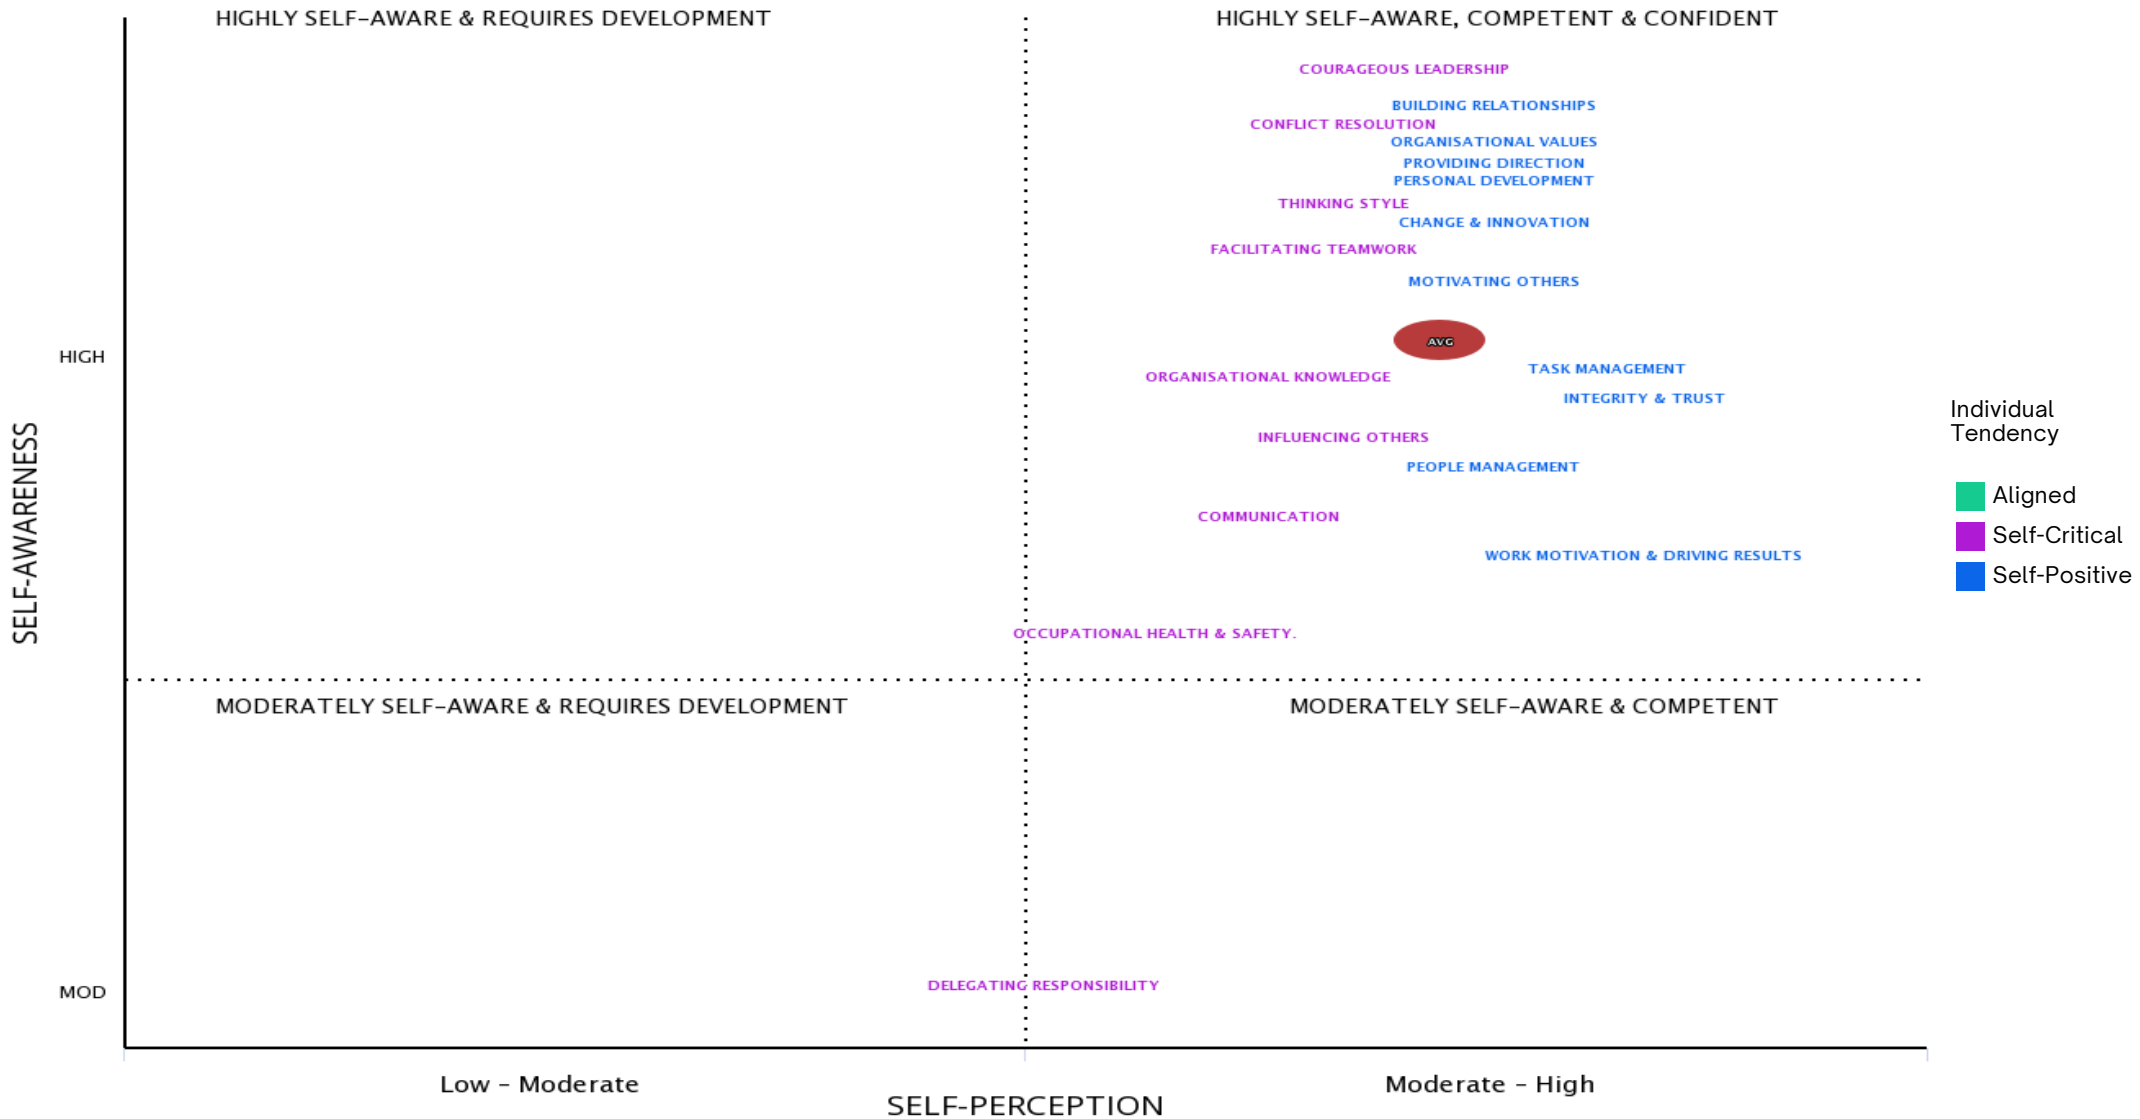 HIGHLY SELF-AWARE & REQUIRES DEVELOPMENT
HIGHLY SELF-AWARE, COMPETENT & CONFIDENT
COURAGEOUS LEADERSHIP
BUILDING RELATIONSHIPS
CONFLICT RESOLUTION
ORGANISATIONAL VALUES
PROVIDING DIRECTION
PERSONAL DEVELOPMENT
THINKING STYLE
CHANGE & INNOVATION
FACILITATING TEAMWORK
MOTIVATING OTHERS
AVG
HIGH
TASK MANAGEMENT
ORGANISATIONAL KNOWLEDGE
INTEGRITY & TRUST
INFLUENCING OTHERS
PEOPLE MANAGEMENT
COMMUNICATION
WORK MOTIVATION & DRIVING RESULTS
OCCUPATIONAL HEALTH & SAFETY.
SELF-AWARENESS
Individual
Tendency
Aligned
Self-Critical
Self-Positive
MODERATELY SELF-AWARE & REQUIRES DEVELOPMENT
MODERATELY SELF-AWARE & COMPETENT
DELEGATING RESPONSIBILITY
MOD
Low - Moderate
Moderate - High
SELF-PERCEPTION